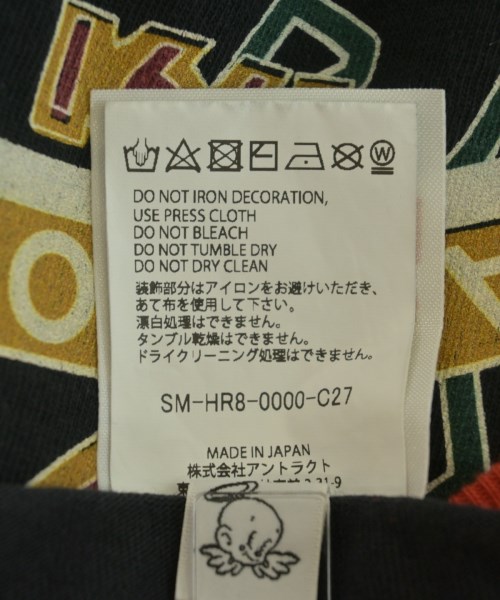 DO NOT IRON DECORATION,
USE PRESS CLOTH
DO NOT BLEACH
DO NOT TUMBLE DRY
DO NOT DRY CLEAN
装飾部分はアイロンをお避けいただき、
あて布を使用して下さい。
漂白処理はできません。
タンブル乾燥はできません。
ドライクリーニング処理はできません。
SM-HR8-0000-C27
MADE IN JAPAN
株式会社アントラクト